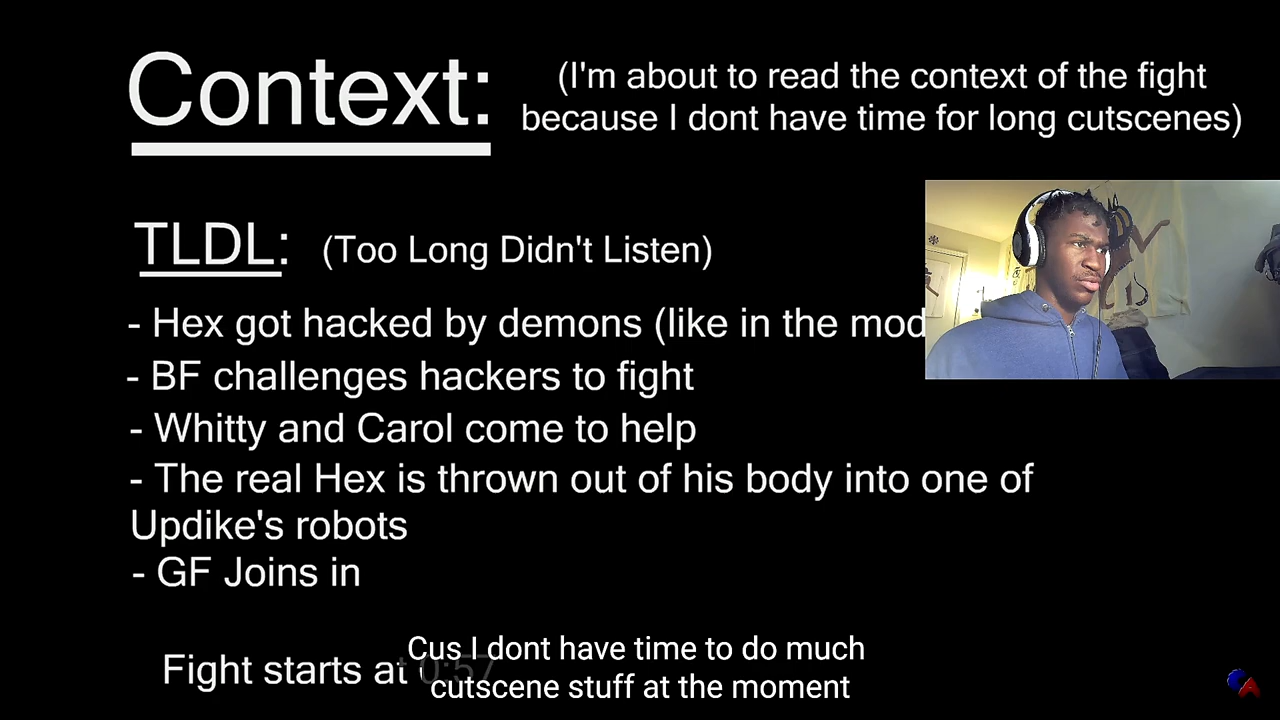 Context:
(I'm about to read the context of the fight
because I dont have time for long cutscenes)
TLDL: (Too Long Didn't Listen)
- Hex got hacked by demons (like in the mod
- BF challenges hackers to fight
- Whitty and Carol come to help
- The real Hex is thrown out of his body into one of
Updike's robots
- GF Joins in
Fight starts at 0:57
Cus I dont have time to do much
cutscene stuff at the moment